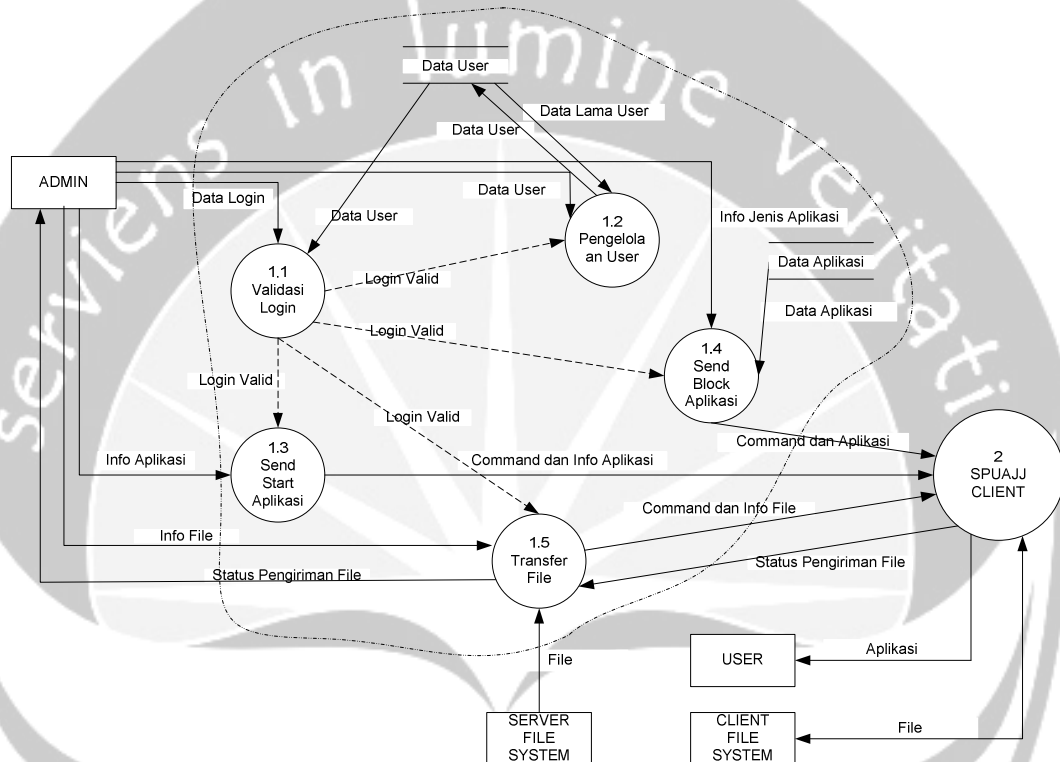 serviens in lumine veritatis
Data User
Data Lama User
Data User
ADMIN
Data User
Data Login
Data User
Info Jenis Aplikasi
1.2
Pengelola
an User
1.1
Validasi
Login
Data Aplikasi
Login Valid
Data Aplikasi
Login Valid
1.4
Send
Block
Aplikasi
Login Valid
Login Valid
Command dan Aplikasi
1.3
Send
Start
Aplikasi
Info Aplikasi
Command dan Info Aplikasi
2
SPUAJJ
CLIENT
Command dan Info File
Info File
1.5
Transfer
File
Status Pengiriman File
Status Pengiriman File
File
USER
Aplikasi
SERVER
FILE
SYSTEM
CLIENT
FILE
SYSTEM
File